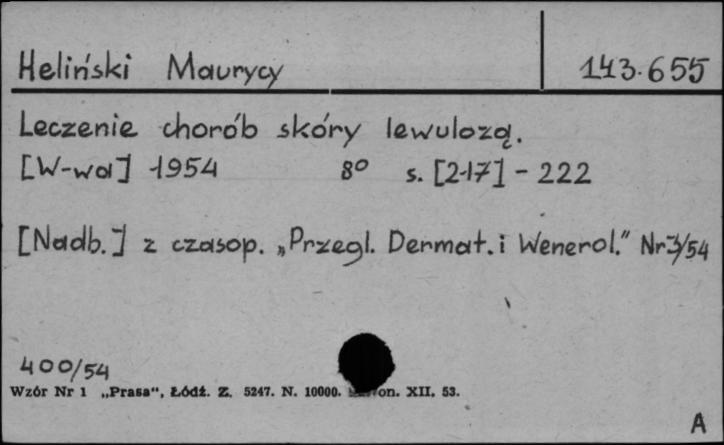 Heliński Maurycy 143.655
Leczenie chorób skóry lewulozą.
[W-wa] 1954 8° s. [217] - 222
[Nadb.] z czasop. „Przegl. Dermat. i Wenerol." Nr 3/54
400/54
Wzór Nr 1 „Prasa", Łódź. Z. 5247. N. 10000. on. XII. 53.
A